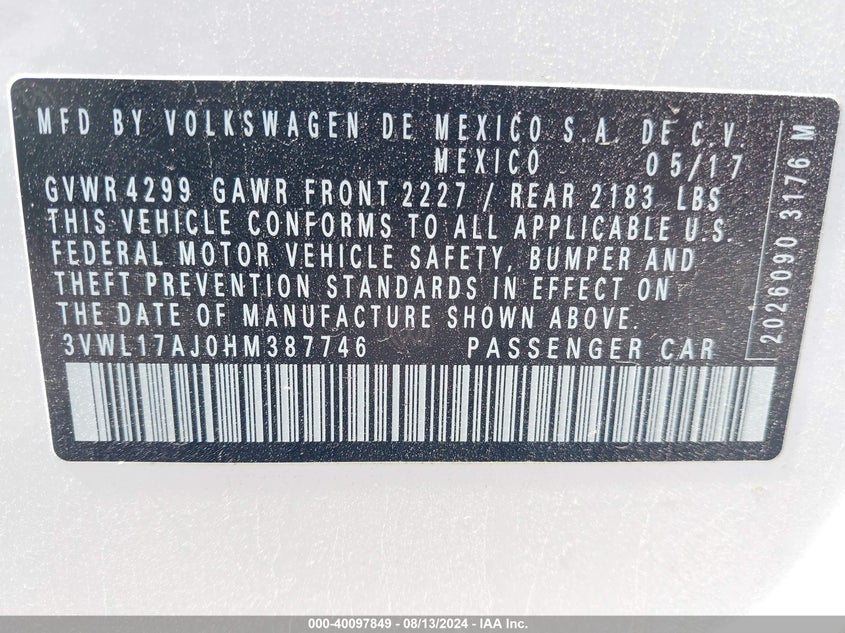 MFD BY VOLKSWAGEN DE MEXICO S.A. DE C.V.
MEXICO 05/17
GVWR 4299 GAWR FRONT 2227 / REAR 2183 LBS
THIS VEHICLE CONFORMS TO ALL APPLICABLE U.S.
FEDERAL MOTOR VEHICLE SAFETY, BUMPER AND
THEFT PREVENTION STANDARDS IN EFFECT ON
THE DATE OF MANUFACTURE SHOWN ABOVE.
3VWL17AJ0HM387746 PASSENGER CAR
2026090 3176 M
000-40097849 - 08/13/2024 - IAA Inc.